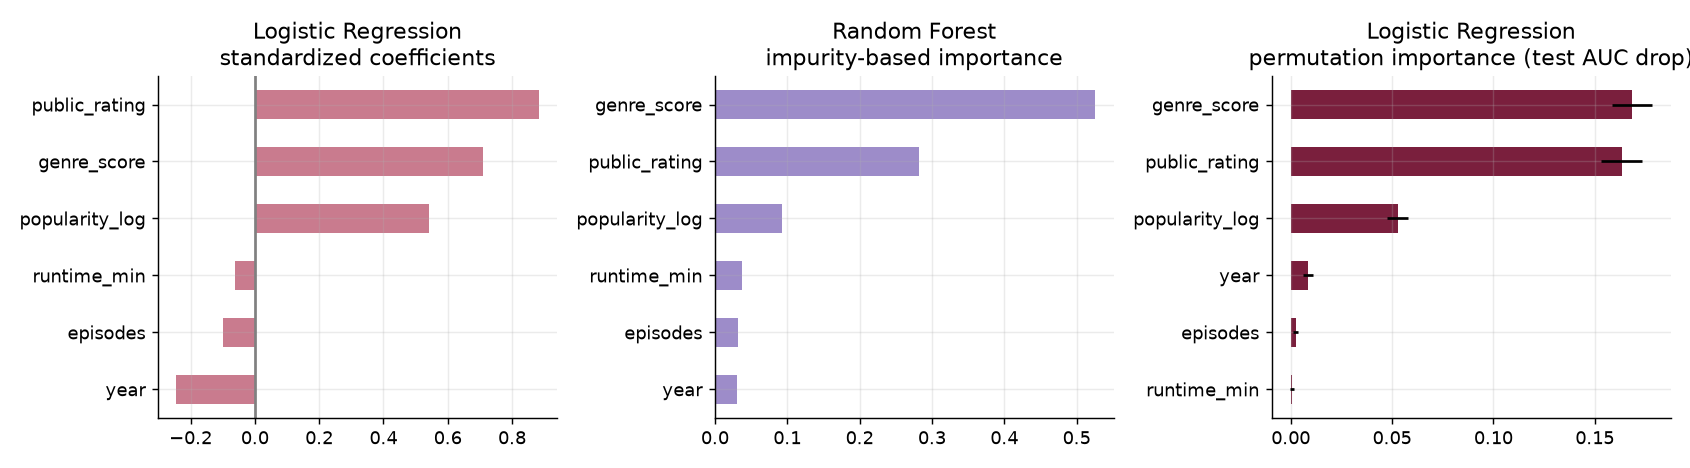 Logistic Regression
standardized coefficients
public_rating
genre_score
popularity_log
runtime_min
episodes
year
−0.2 0.0 0.2 0.4 0.6 0.8
Random Forest
impurity-based importance
genre_score
public_rating
popularity_log
runtime_min
episodes
year
0.0 0.1 0.2 0.3 0.4 0.5
Logistic Regression
permutation importance (test AUC drop)
genre_score
public_rating
popularity_log
year
episodes
runtime_min
0.00 0.05 0.10 0.15